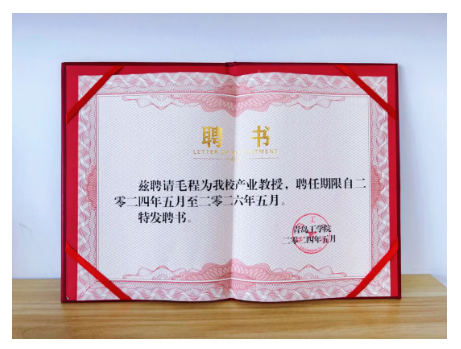 聘 书
LETTER OF APPOINTMENT
兹聘请毛程为我校产业教授，聘任期限自二
零二四年五月至二零二六年五月。
特发聘书。
青岛工学院
二零二四年五月